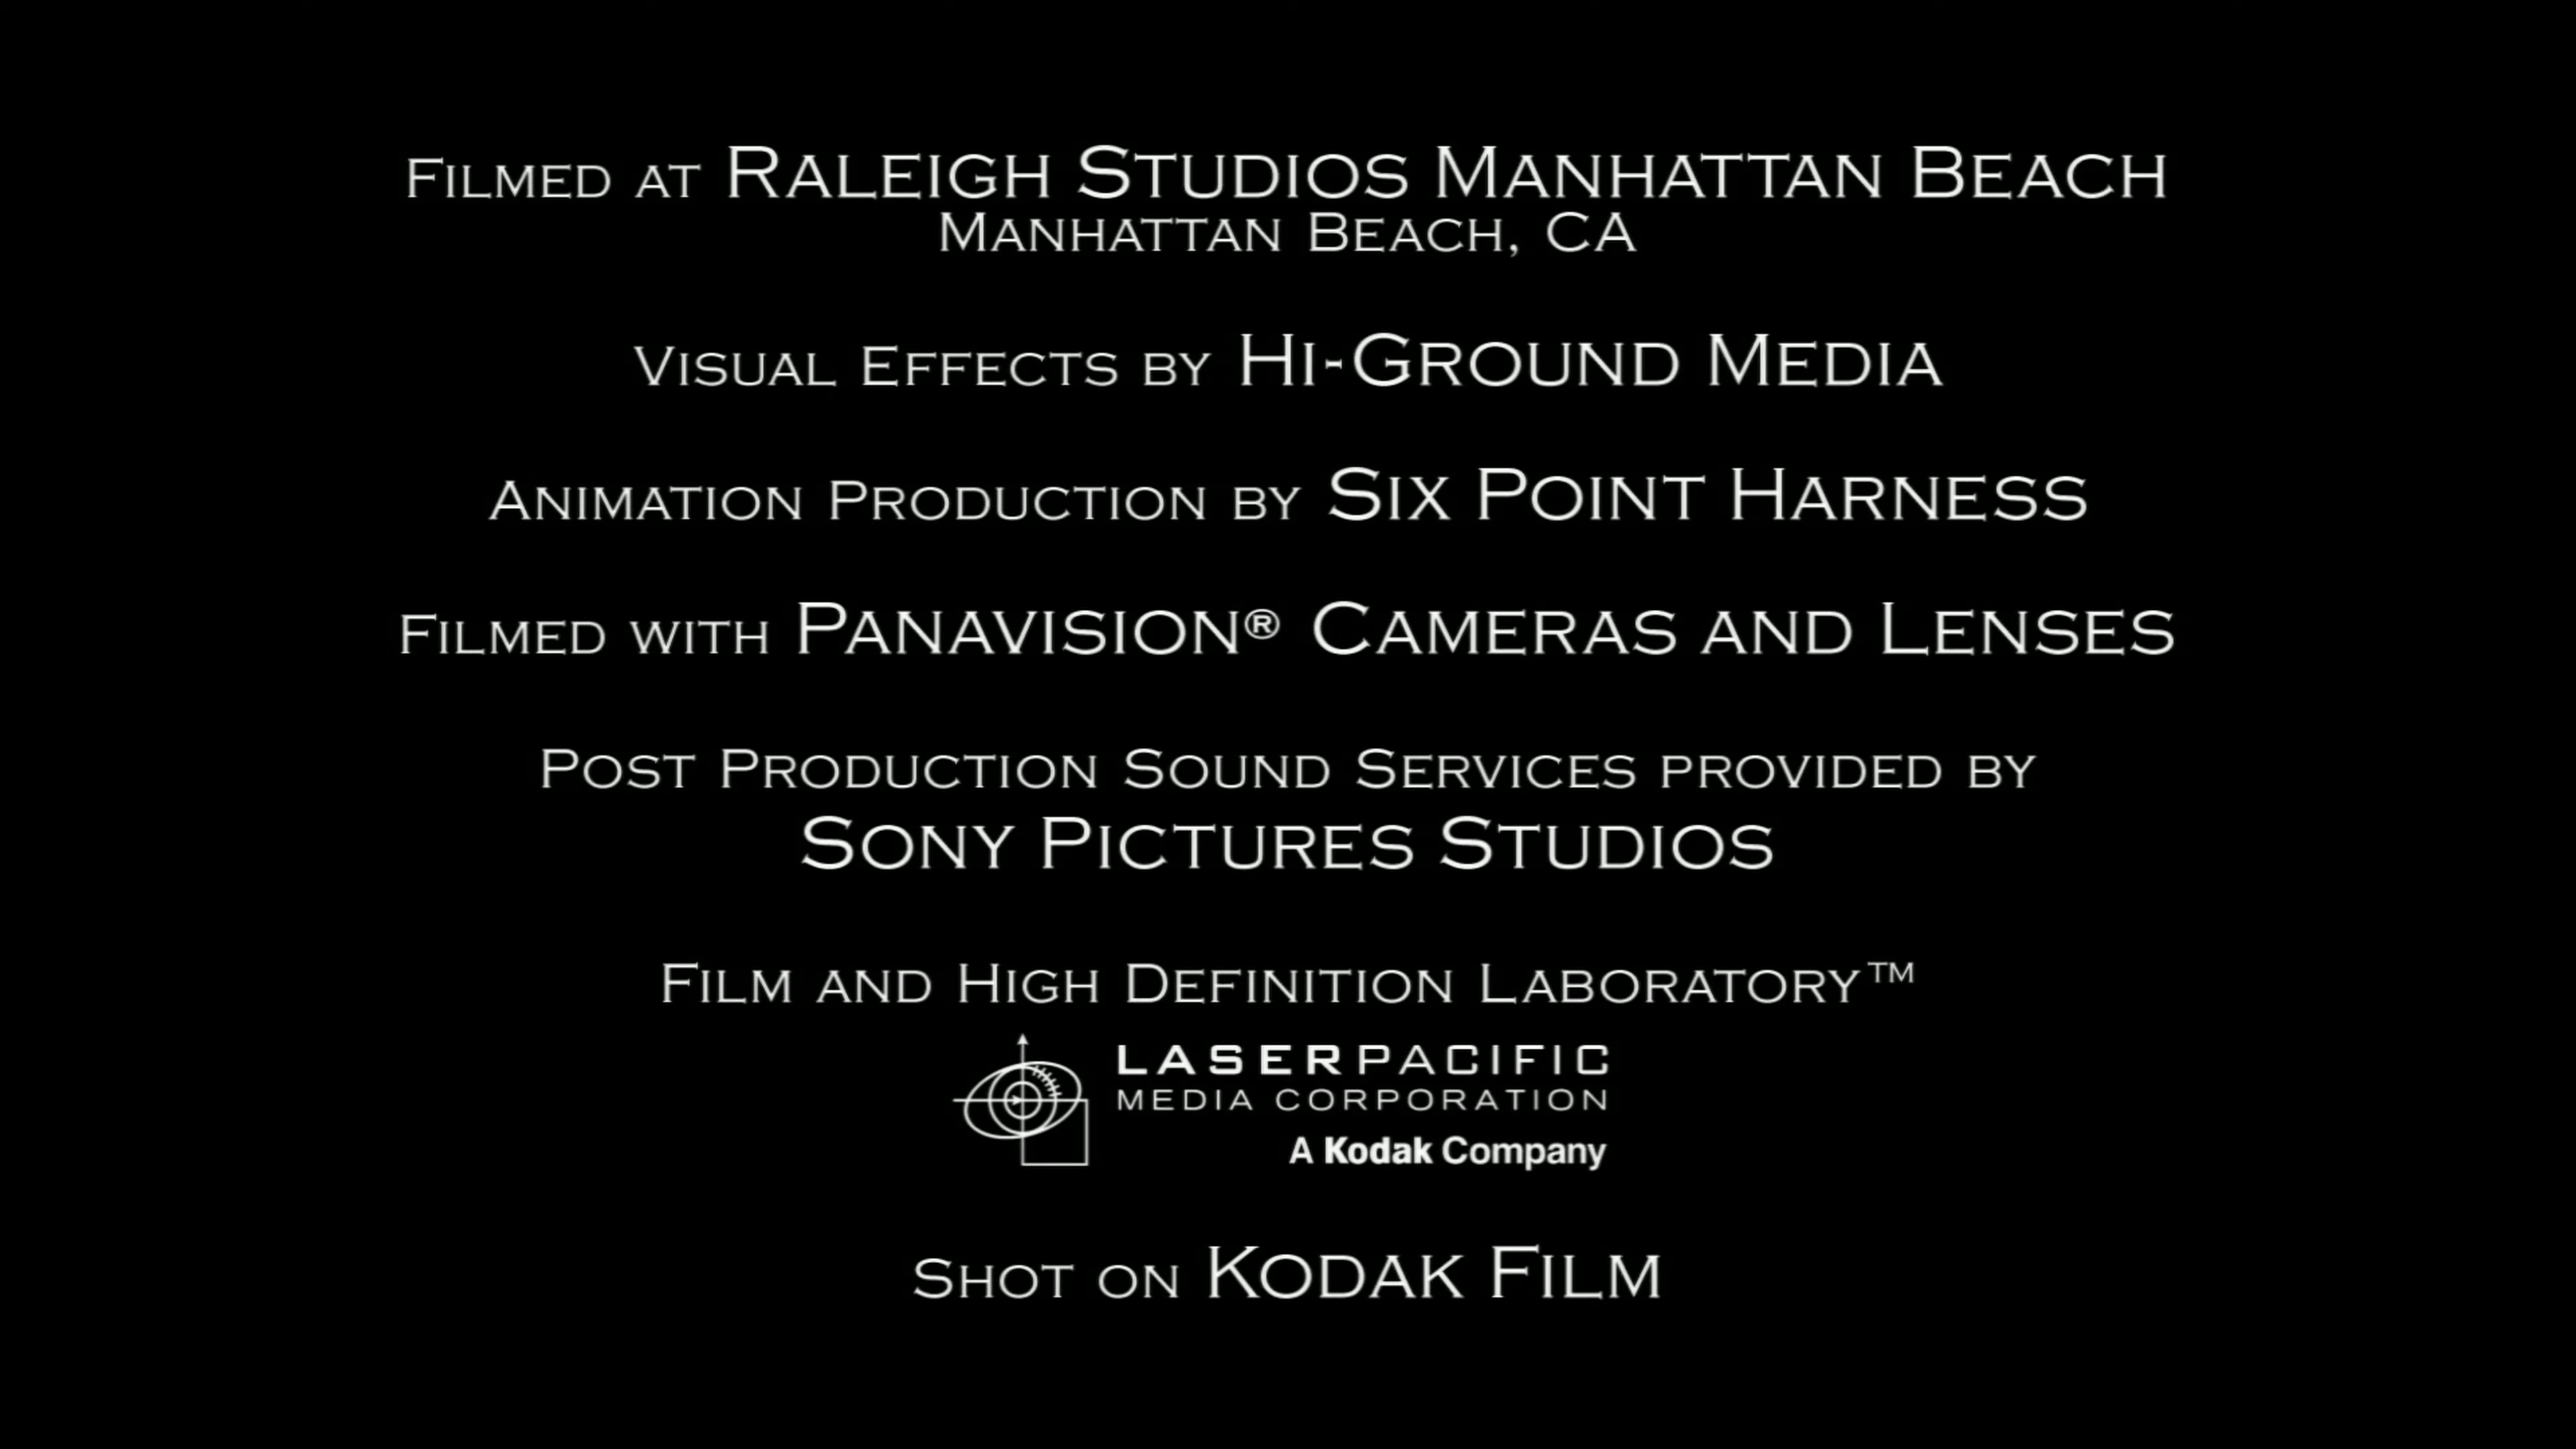 Filmed at Raleigh Studios Manhattan Beach
Manhattan Beach, CA
Visual Effects by Hi-Ground Media
Animation Production by Six Point Harness
Filmed with Panavision® Cameras and Lenses
Post Production Sound Services provided by
Sony Pictures Studios
Film and High Definition Laboratory™
LASERPACIFIC
MEDIA CORPORATION
A Kodak Company
Shot on Kodak Film